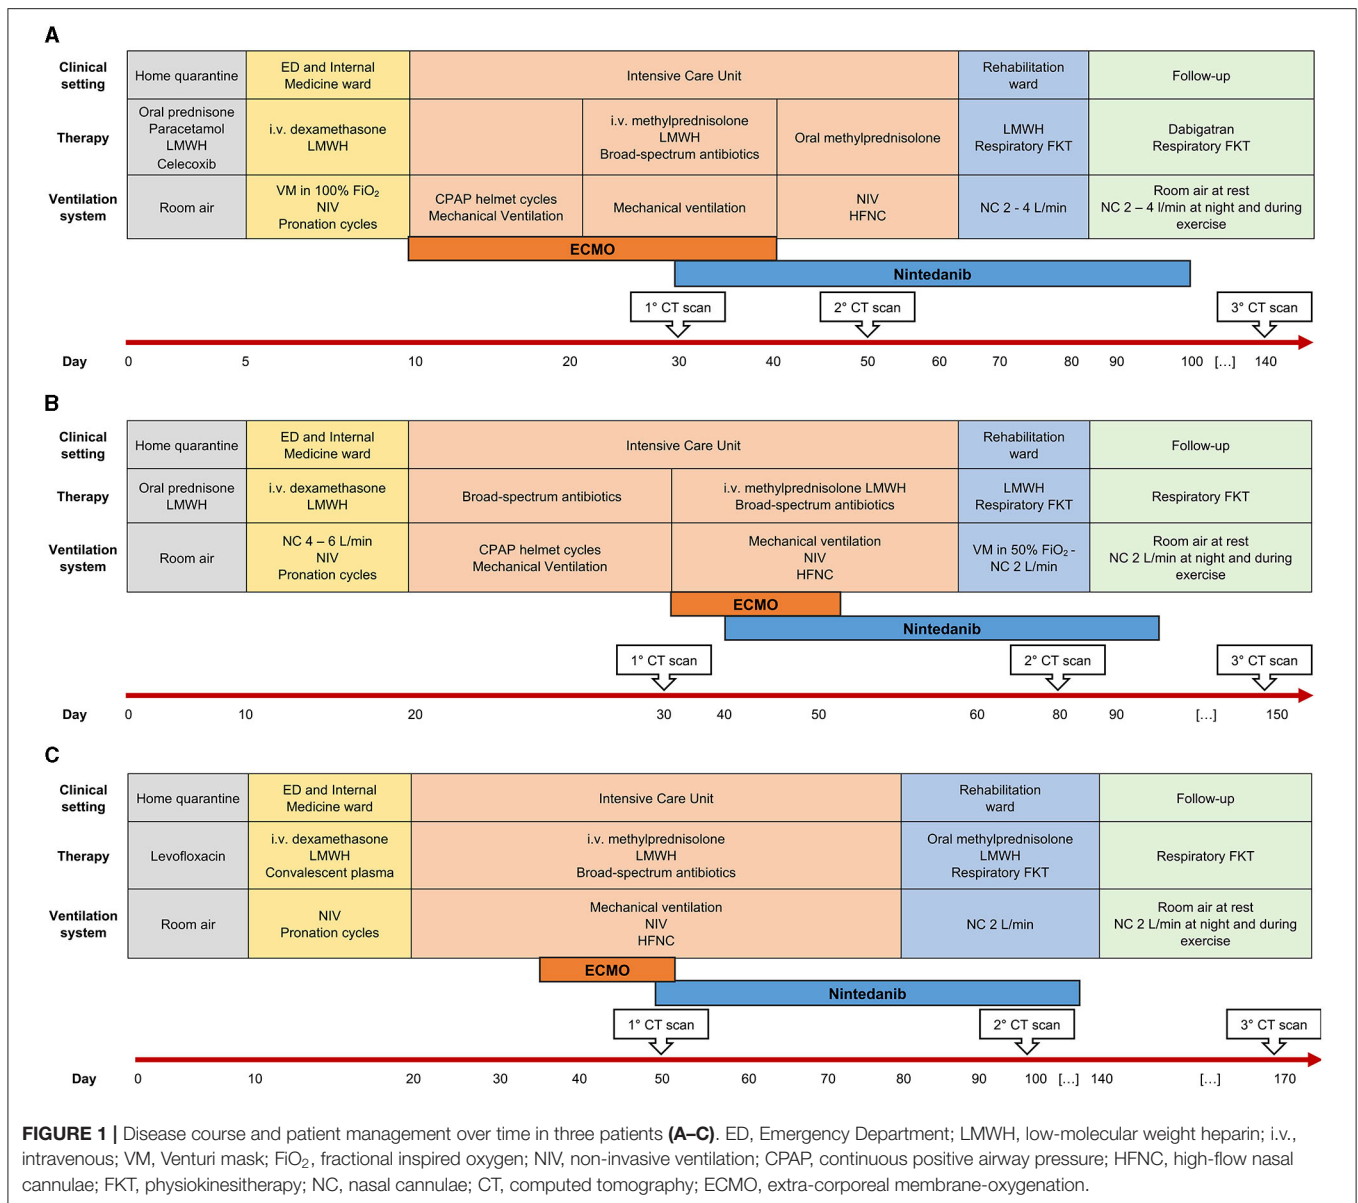 A
Clinical setting
Home quarantine
ED and Internal
Medicine ward
Intensive Care Unit
Rehabilitation
ward
Follow-up
Therapy
Oral prednisone
Paracetamol
LMWH
Celecoxib
i.v. dexamethasone
LMWH
i.v. methylprednisolone
LMWH
Broad-spectrum antibiotics
Oral methylprednisolone
LMWH
Respiratory FKT
Dabigatran
Respiratory FKT
Ventilation
system
Room air
VM in 100% FiO₂
NIV
Pronation cycles
CPAP helmet cycles
Mechanical Ventilation
Mechanical ventilation
NIV
HFNC
NC 2 - 4 L/min
Room air at rest
NC 2 – 4 l/min at night and during
exercise
ECMO
Nintedanib
1° CT scan
2° CT scan
3° CT scan
Day 0 5 10 20 30 40 50 60 70 80 90 100 [...] 140
B
Clinical
setting
Home quarantine
ED and Internal
Medicine ward
Intensive Care Unit
Rehabilitation
ward
Follow-up
Therapy
Oral prednisone
LMWH
i.v. dexamethasone
LMWH
Broad-spectrum antibiotics
i.v. methylprednisolone LMWH
Broad-spectrum antibiotics
LMWH
Respiratory FKT
Respiratory FKT
Ventilation
system
Room air
NC 4 – 6 L/min
NIV
Pronation cycles
CPAP helmet cycles
Mechanical Ventilation
Mechanical ventilation
NIV
HFNC
VM in 50% FiO₂ -
NC 2 L/min
Room air at rest
NC 2 L/min at night and during
exercise
ECMO
Nintedanib
1° CT scan
2° CT scan
3° CT scan
Day 0 10 20 30 40 50 60 80 90 [...] 150
C
Clinical
setting
Home quarantine
ED and Internal
Medicine ward
Intensive Care Unit
Rehabilitation
ward
Follow-up
Therapy
Levofloxacin
i.v. dexamethasone
LMWH
Convalescent plasma
i.v. methylprednisolone
LMWH
Broad-spectrum antibiotics
Oral methylprednisolone
LMWH
Respiratory FKT
Respiratory FKT
Ventilation
system
Room air
NIV
Pronation cycles
Mechanical ventilation
NIV
HFNC
NC 2 L/min
Room air at rest
NC 2 L/min at night and during
exercise
ECMO
Nintedanib
1° CT scan
2° CT scan
3° CT scan
Day 0 10 20 30 40 50 60 70 80 90 100 [...] 140 [...] 170
FIGURE 1 | Disease course and patient management over time in three patients (A–C). ED, Emergency Department; LMWH, low-molecular weight heparin; i.v.,
intravenous; VM, Venturi mask; FiO₂, fractional inspired oxygen; NIV, non-invasive ventilation; CPAP, continuous positive airway pressure; HFNC, high-flow nasal
cannulae; FKT, physiokinesitherapy; NC, nasal cannulae; CT, computed tomography; ECMO, extra-corporeal membrane-oxygenation.